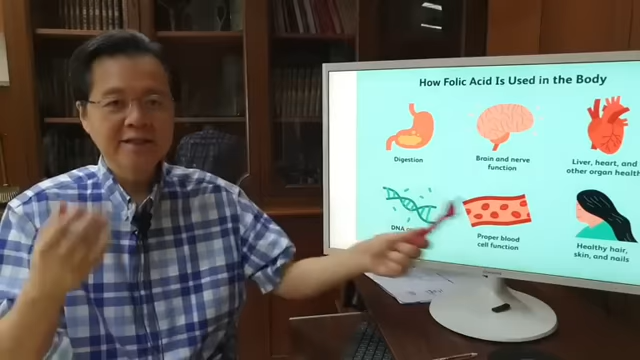 How Folic Acid Is Used in the Body
Digestion
Brain and nerve
function
Liver, heart, and
other organ health
DNA
Proper blood
cell function
Healthy hair,
skin, and nails